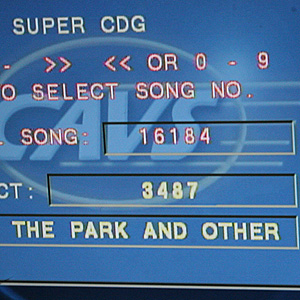 SUPER CDG
- >> << OR 0 - 9
O SELECT SONG NO.
CAVS
SONG: 16184
CT: 3487
THE PARK AND OTHER